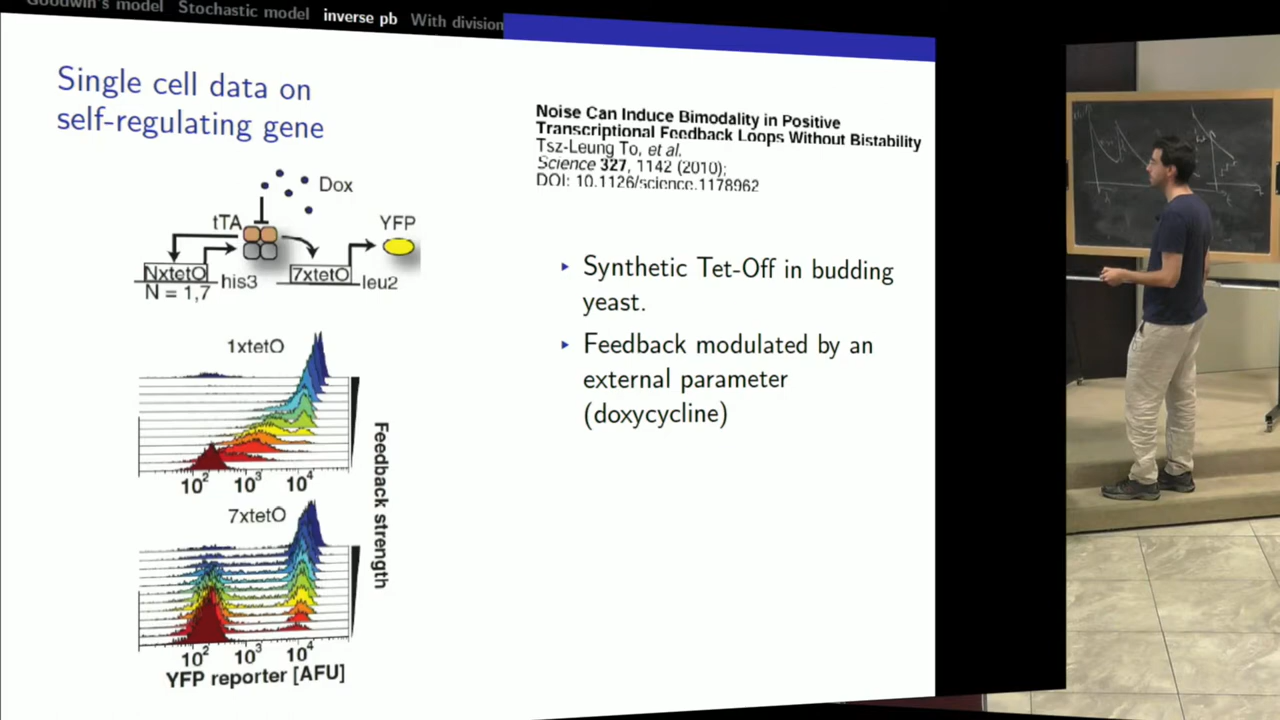 Goodwin's model Stochastic model inverse pb With division
Single cell data on
self-regulating gene
Dox
tTA
YFP
NxtetO
his3
7xtetO
leu2
N = 1,7
1xtetO
10² 10³ 10⁴
7xtetO
10² 10³ 10⁴
YFP reporter [AFU]
Feedback strength
Noise Can Induce Bimodality in Positive
Transcriptional Feedback Loops Without Bistability
Tsz-Leung To, et al.
Science 327, 1142 (2010);
DOI: 10.1126/science.1178962
▸ Synthetic Tet-Off in budding
yeast.
▸ Feedback modulated by an
external parameter
(doxycycline)